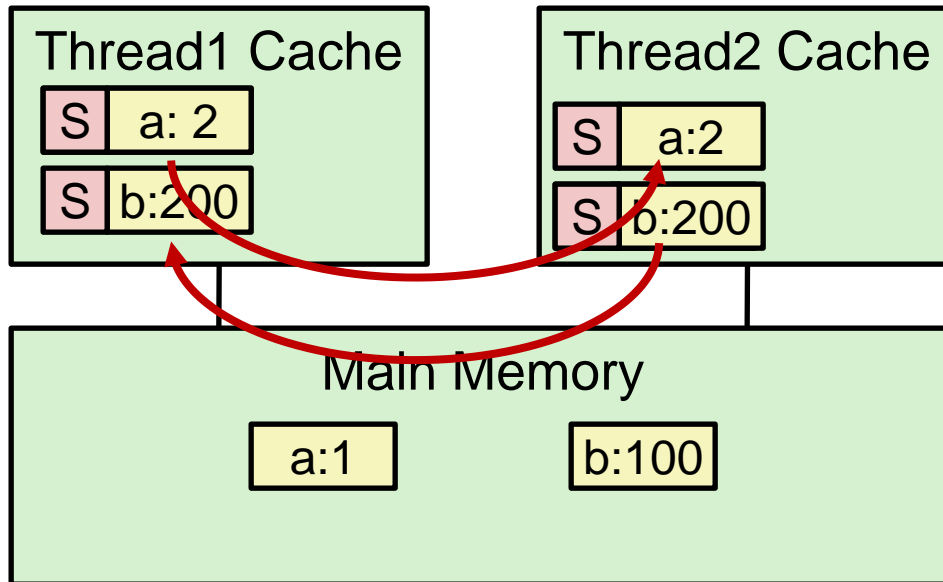 Thread1 Cache
S a: 2
S b:200
Thread2 Cache
S a:2
S b:200
Main Memory
a:1
b:100